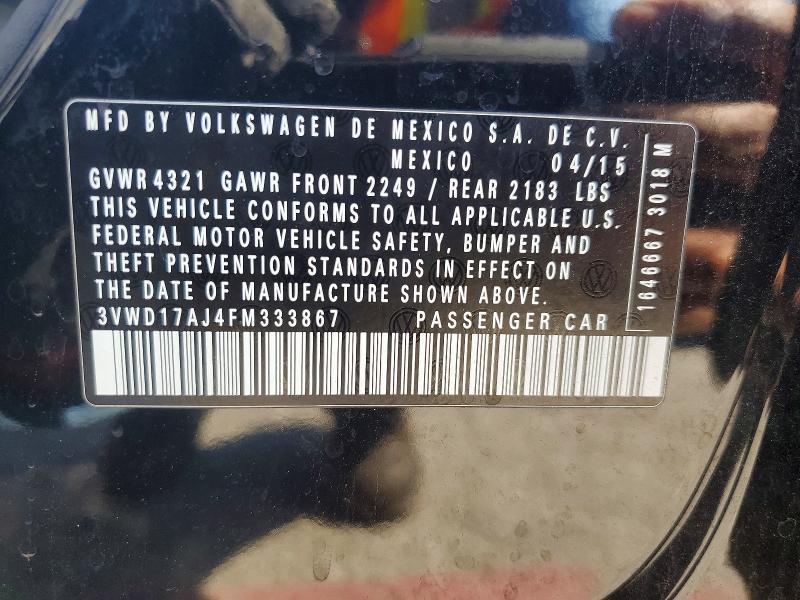 MFD BY VOLKSWAGEN DE MEXICO S.A. DE C.V.
MEXICO 04/15
GVWR 4321 GAWR FRONT 2249 / REAR 2183 LBS
THIS VEHICLE CONFORMS TO ALL APPLICABLE U.S.
FEDERAL MOTOR VEHICLE SAFETY, BUMPER AND
THEFT PREVENTION STANDARDS IN EFFECT ON
THE DATE OF MANUFACTURE SHOWN ABOVE.
3VWD17AJ4FM333867 PASSENGER CAR
1646667 3018 M